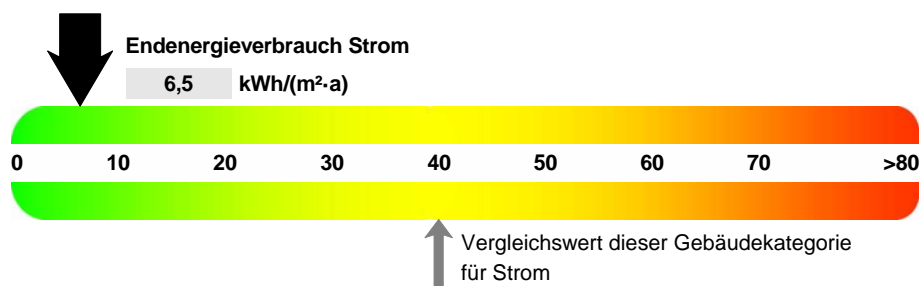 Endenergieverbrauch Strom
6,5 kWh/(m²·a)
0 10 20 30 40 50 60 70 >80
Vergleichswert dieser Gebäudekategorie
für Strom